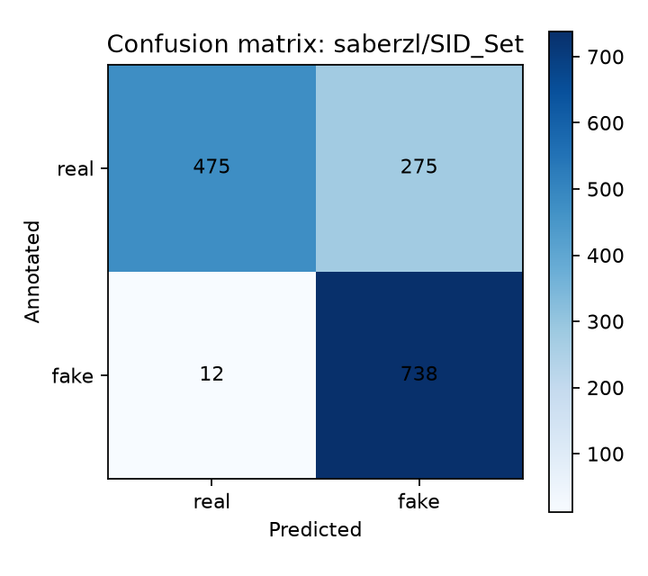 Confusion matrix: saberzl/SID_Set
real
475
275
fake
12
738
real
fake
Predicted
Annotated
700
600
500
400
300
200
100